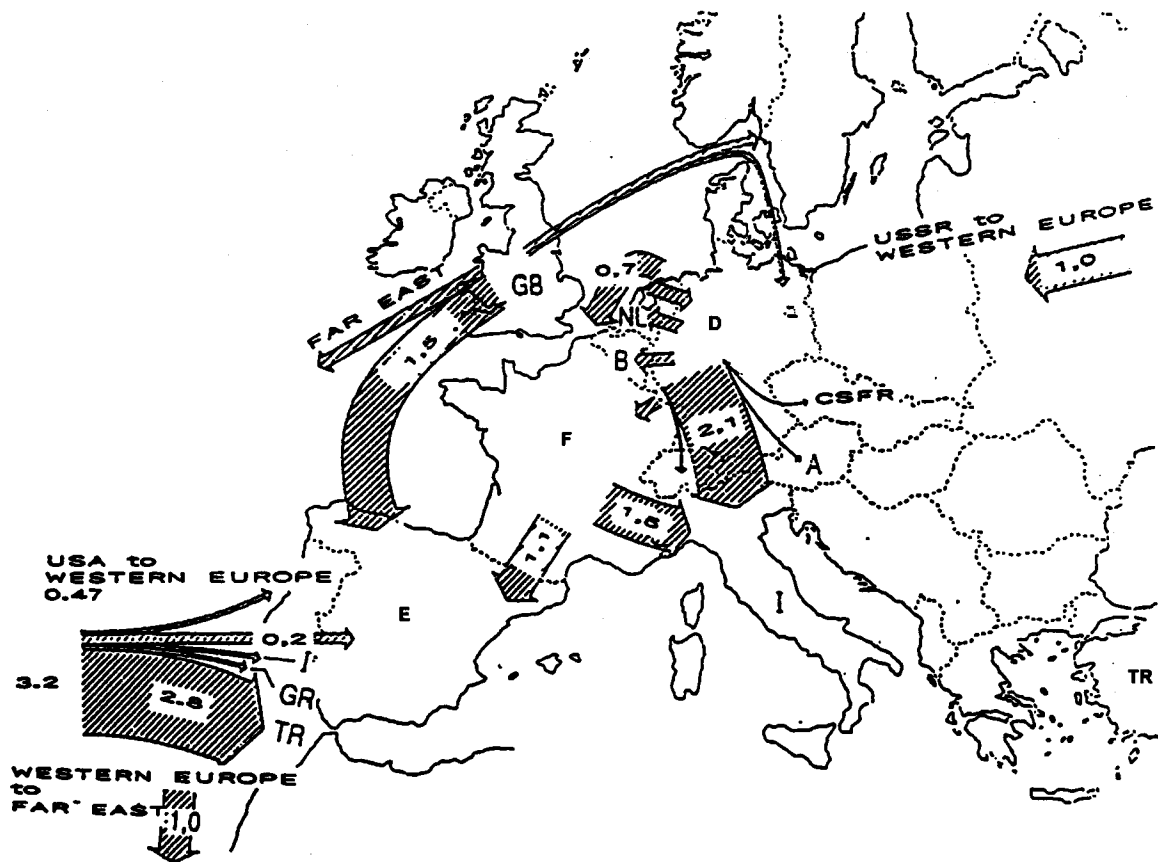 USSR to
WESTERN EUROPE
1,0
0,7
GB
FAR EAST
NL
D
1,5
B
CSFR
2,1
F
A
1,5
1,1
USA to
WESTERN EUROPE
0.47
E
I
0,2
I
3.2
GR
TR
2.8
TR
WESTERN EUROPE
to
FAR EAST
1,0